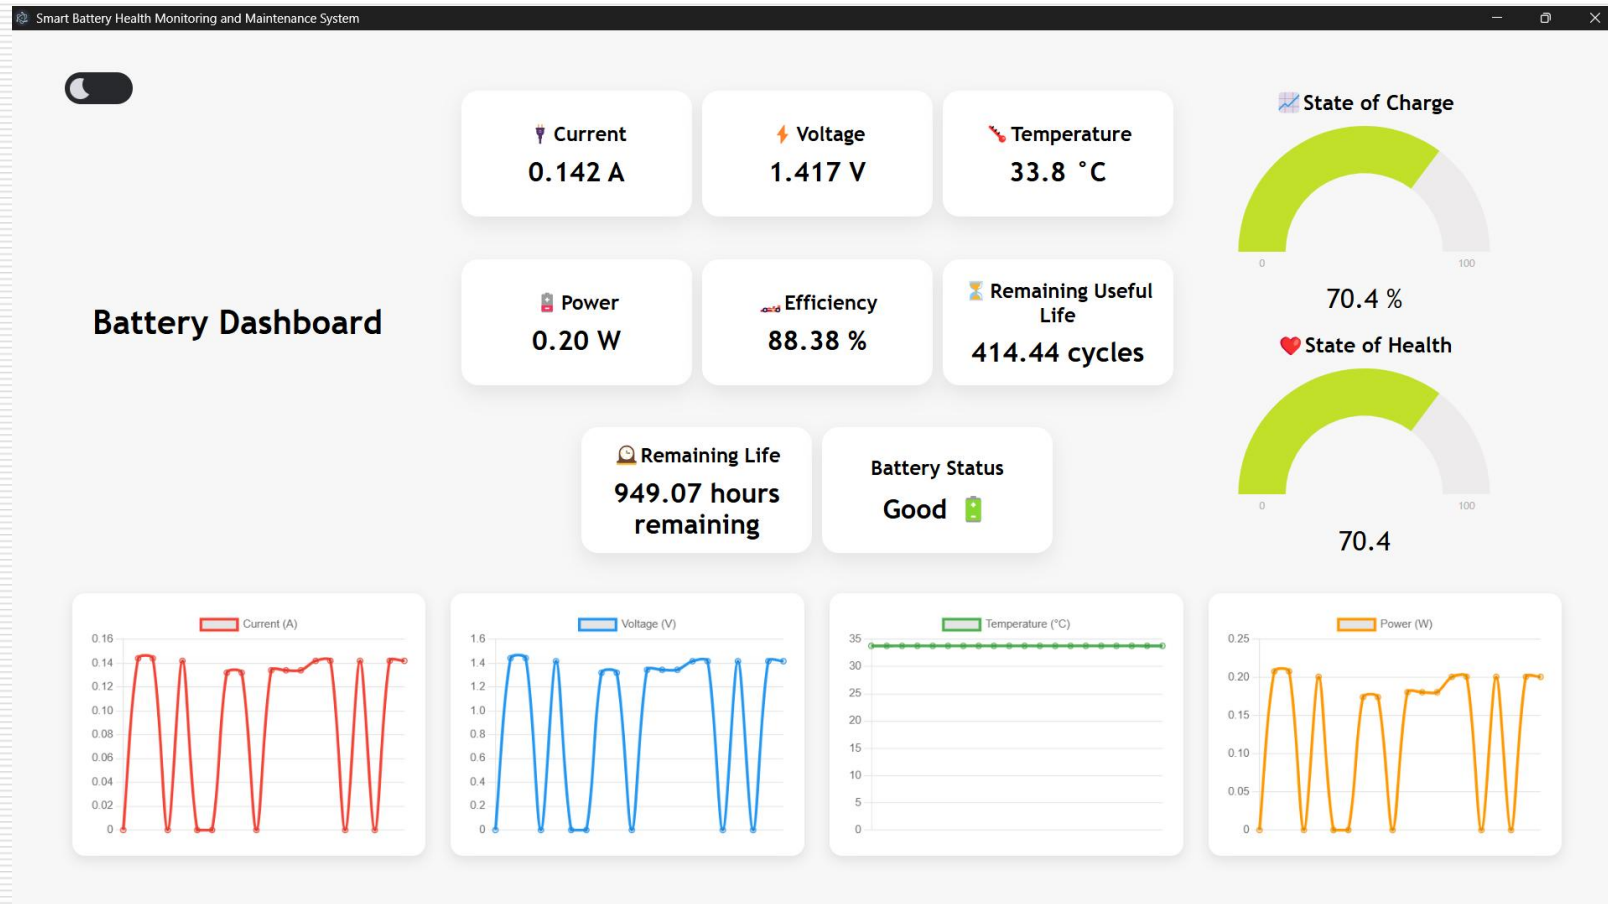 Smart Battery Health Monitoring and Maintenance System
Current
0.142 A
Voltage
1.417 V
Temperature
33.8 °C
State of Charge
0
100
70.4 %
Battery Dashboard
Power
0.20 W
Efficiency
88.38 %
Remaining Useful
Life
414.44 cycles
State of Health
0
100
70.4
Remaining Life
949.07 hours
remaining
Battery Status
Good
Current (A)
0.16
0.14
0.12
0.10
0.08
0.06
0.04
0.02
0
Voltage (V)
1.6
1.4
1.2
1.0
0.8
0.6
0.4
0.2
0
Temperature (°C)
35
30
25
20
15
10
5
0
Power (W)
0.25
0.20
0.15
0.10
0.05
0